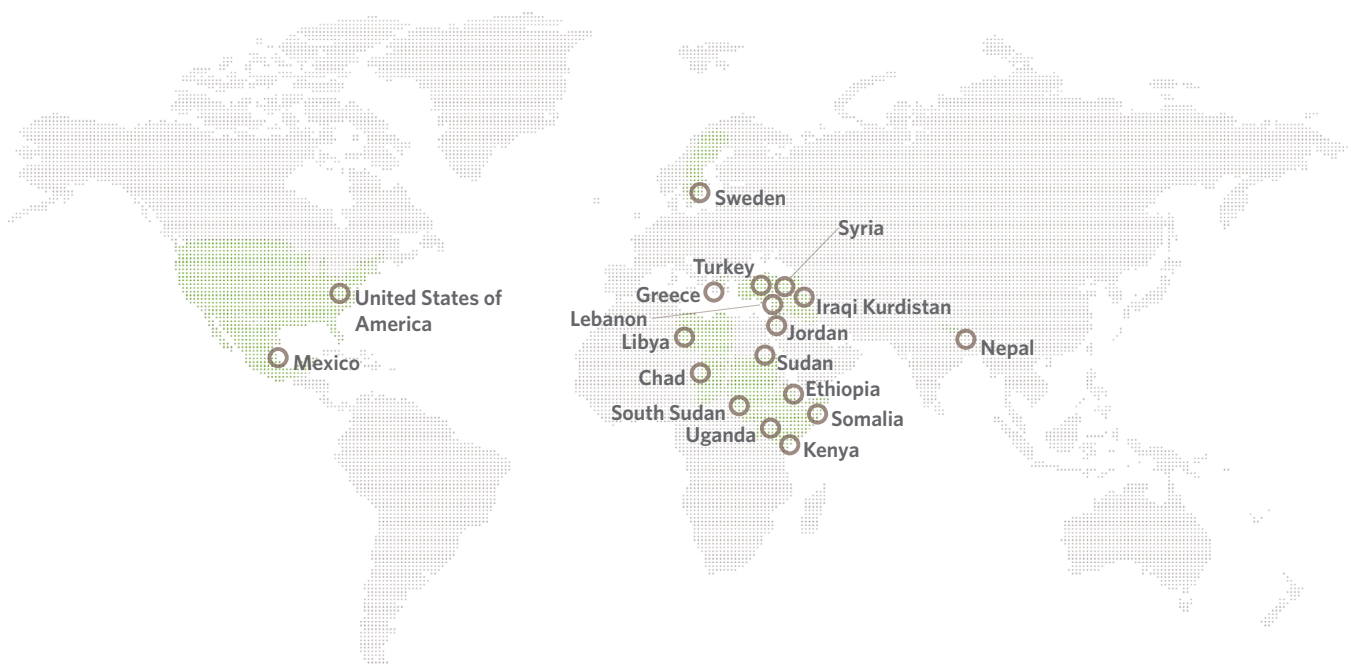 Sweden
Syria
Turkey
Greece
Iraqi Kurdistan
Lebanon
Jordan
Libya
Nepal
United States of
America
Mexico
Sudan
Chad
Ethiopia
South Sudan
Somalia
Uganda
Kenya